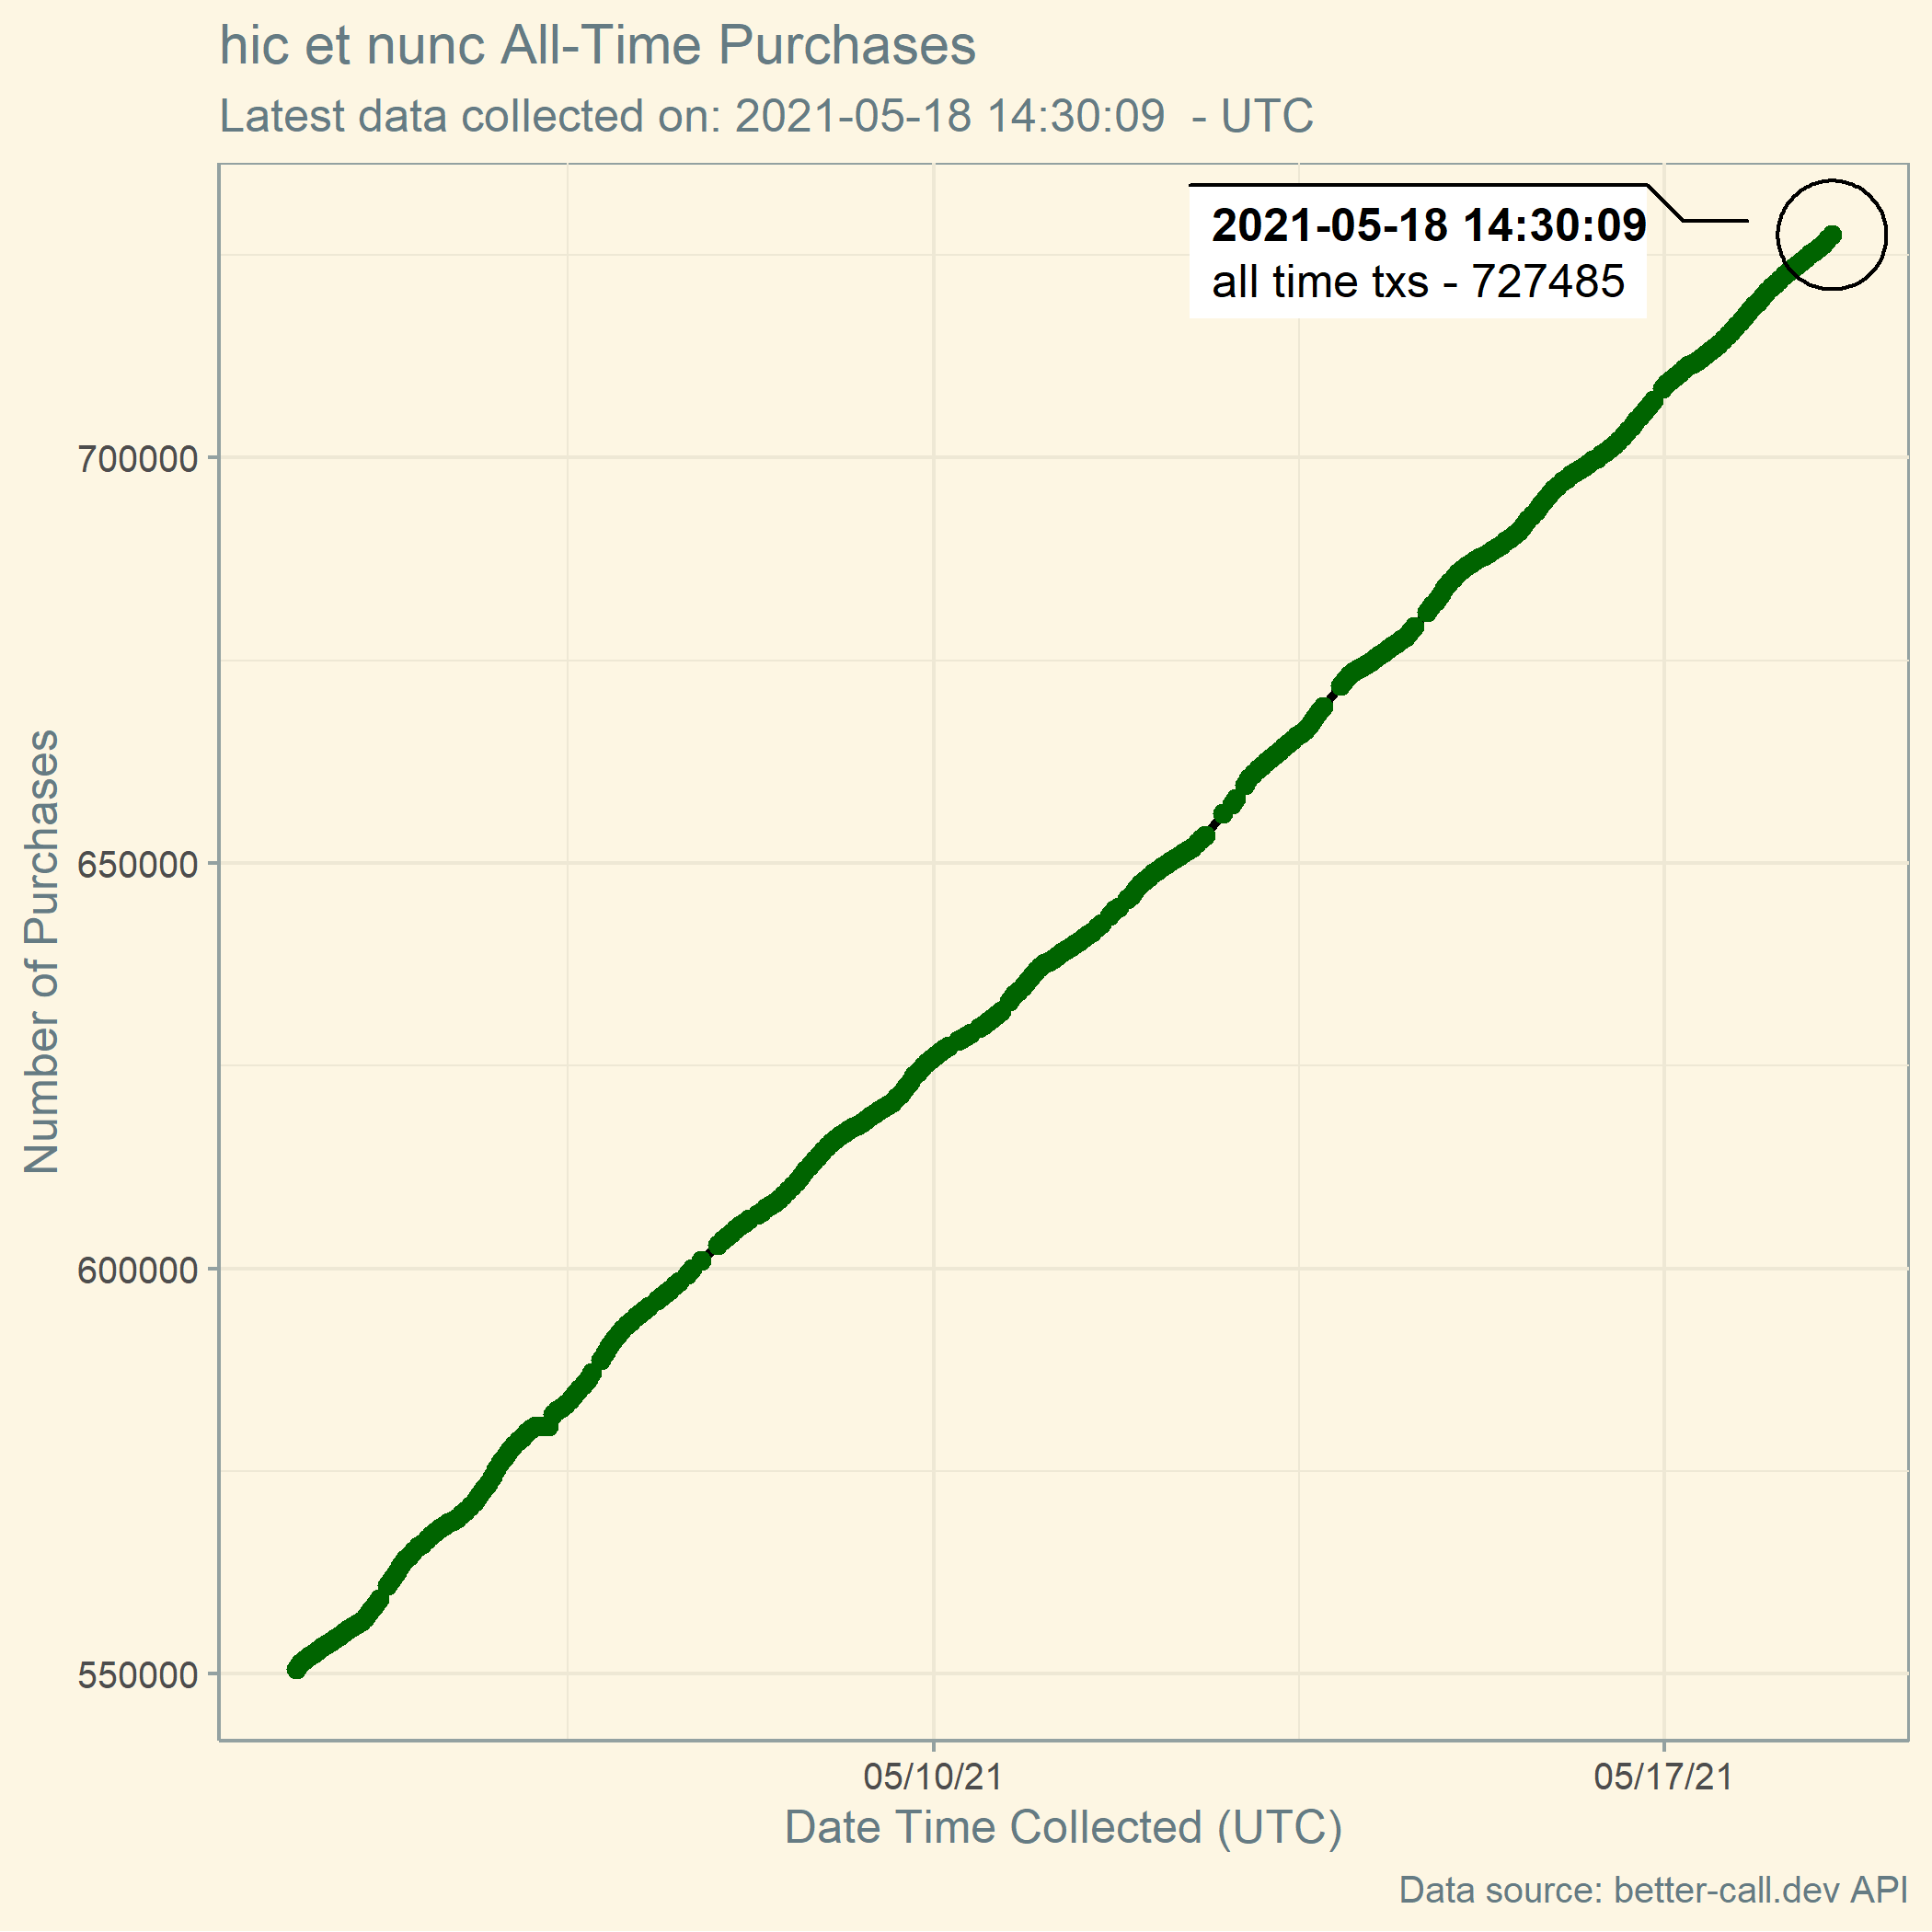 hic et nunc All-Time Purchases
Latest data collected on: 2021-05-18 14:30:09  - UTC
2021-05-18 14:30:09
all time txs - 727485
Number of Purchases
700000
650000
600000
550000
05/10/21
05/17/21
Date Time Collected (UTC)
Data source: better-call.dev API